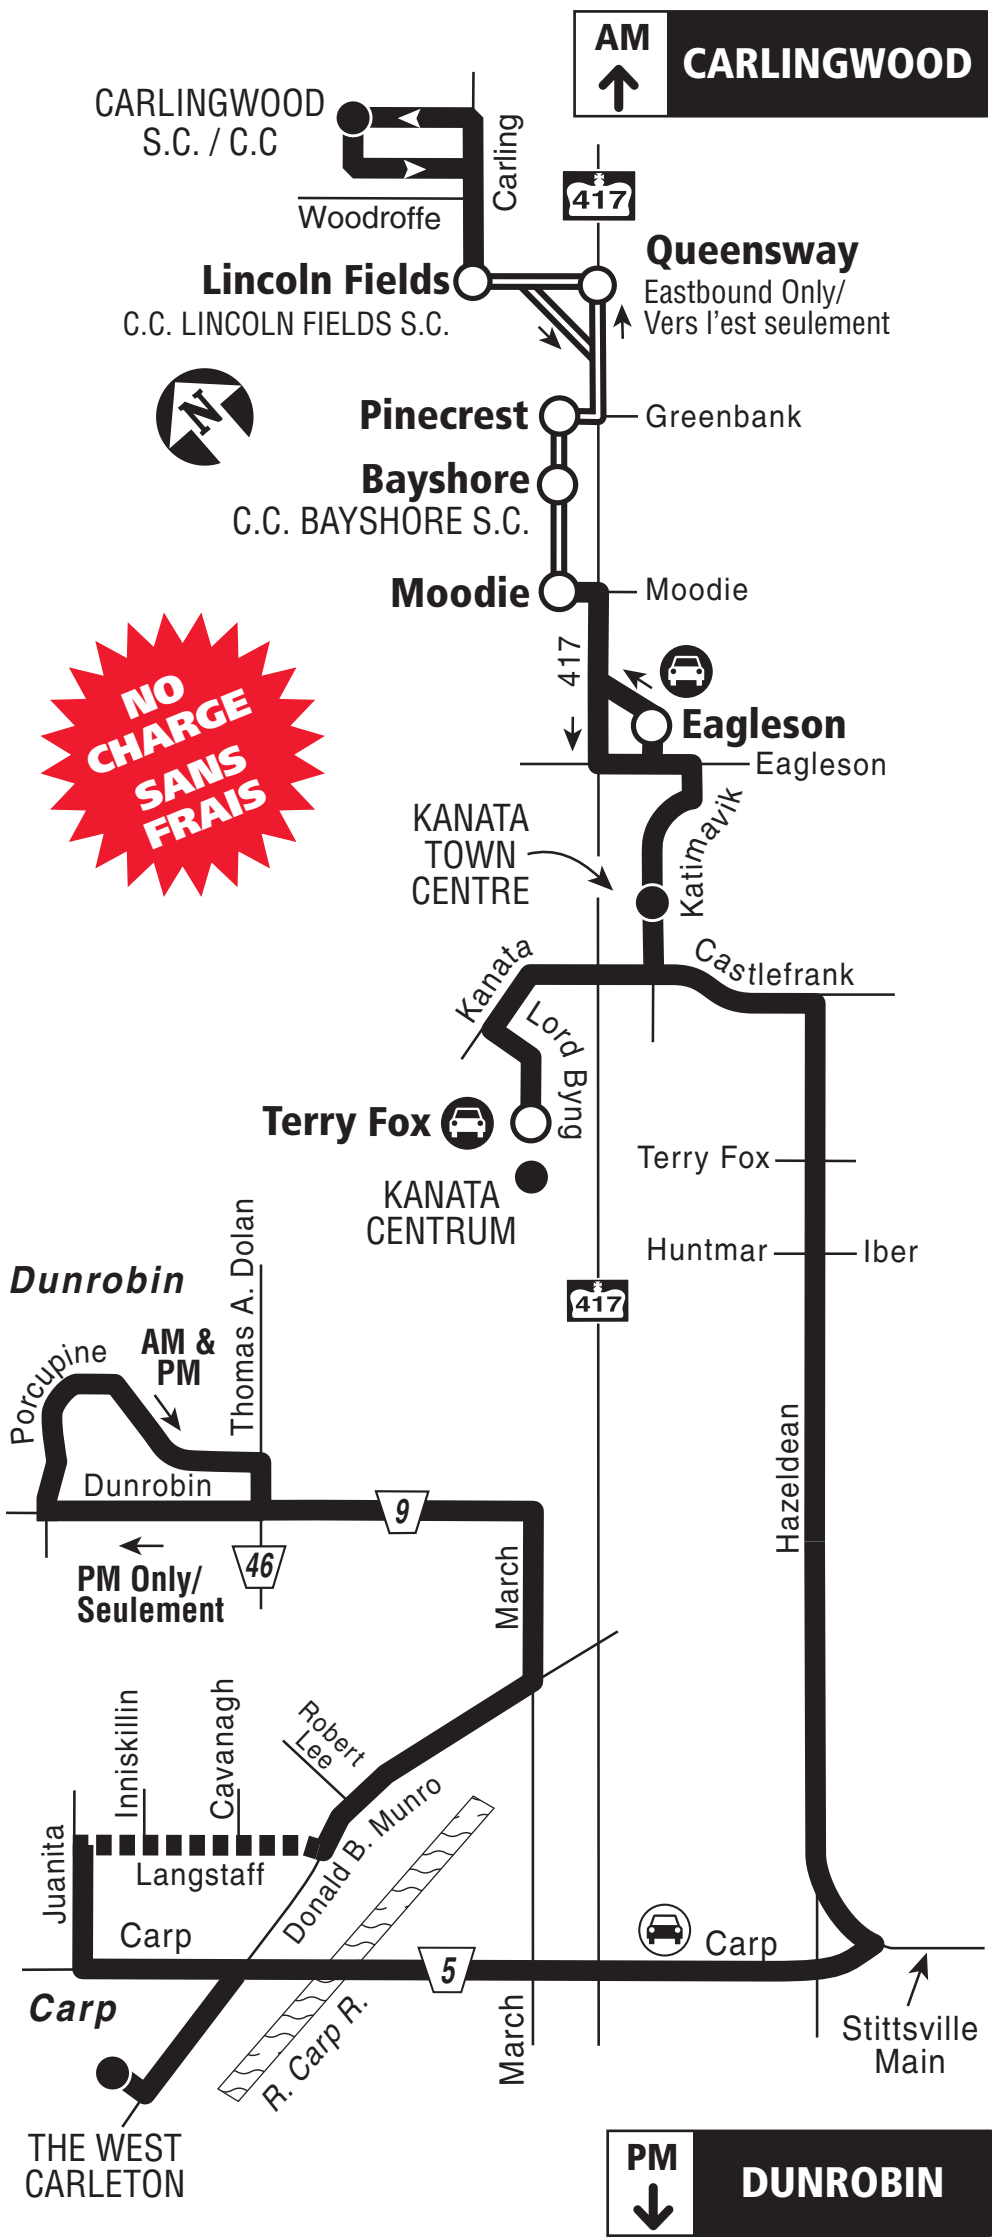 AM
CARLINGWOOD
CARLINGWOOD
S.C. / C.C
Carling
417
Woodroffe
Queensway
Eastbound Only/
Vers l'est seulement
Lincoln Fields
C.C. LINCOLN FIELDS S.C.
N
Pinecrest
Greenbank
Bayshore
C.C. BAYSHORE S.C.
Moodie
Moodie
417
NO
CHARGE
SANS
FRAIS
Eagleson
Eagleson
KANATA
TOWN
CENTRE
Katimavik
Kanata
Castlefrank
Lord Byng
Terry Fox
KANATA
CENTRUM
Terry Fox
Huntmar
Iber
417
Dunrobin
Thomas A. Dolan
AM &
PM
Porcupine
Dunrobin
9
46
PM Only/
Seulement
March
Hazeldean
Robert
Lee
Inniskillin
Cavanagh
Juanita
Langstaff
Donald B. Munro
Carp
Carp
5
Carp
R. Carp R.
March
Stittsville
Main
THE WEST
CARLETON
PM
DUNROBIN